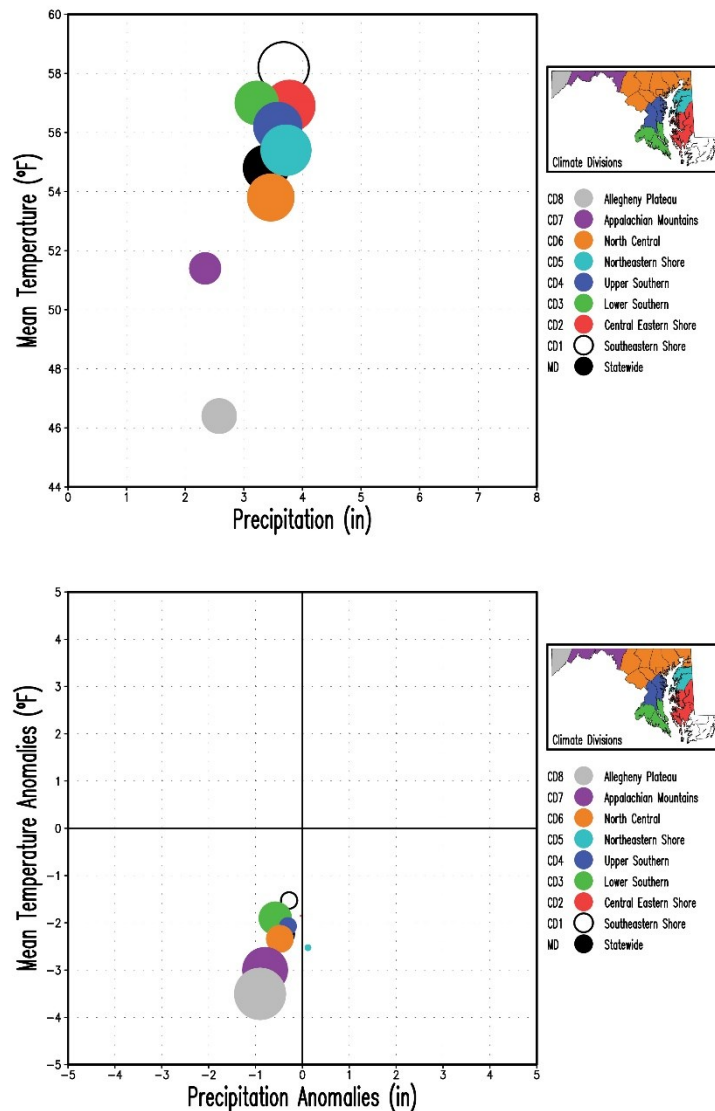 60
58
56
54
52
50
48
46
44
Mean Temperature (ºF)
0 1 2 3 4 5 6 7 8
Precipitation (in)
Climate Divisions
CD8 Allegheny Plateau
CD7 Appalachian Mountains
CD6 North Central
CD5 Northeastern Shore
CD4 Upper Southern
CD3 Lower Southern
CD2 Central Eastern Shore
CD1 Southeastern Shore
MD Statewide
5
4
3
2
1
0
-1
-2
-3
-4
-5
Mean Temperature Anomalies (ºF)
-5 -4 -3 -2 -1 0 1 2 3 4 5
Precipitation Anomalies (in)
Climate Divisions
CD8 Allegheny Plateau
CD7 Appalachian Mountains
CD6 North Central
CD5 Northeastern Shore
CD4 Upper Southern
CD3 Lower Southern
CD2 Central Eastern Shore
CD1 Southeastern Shore
MD Statewide